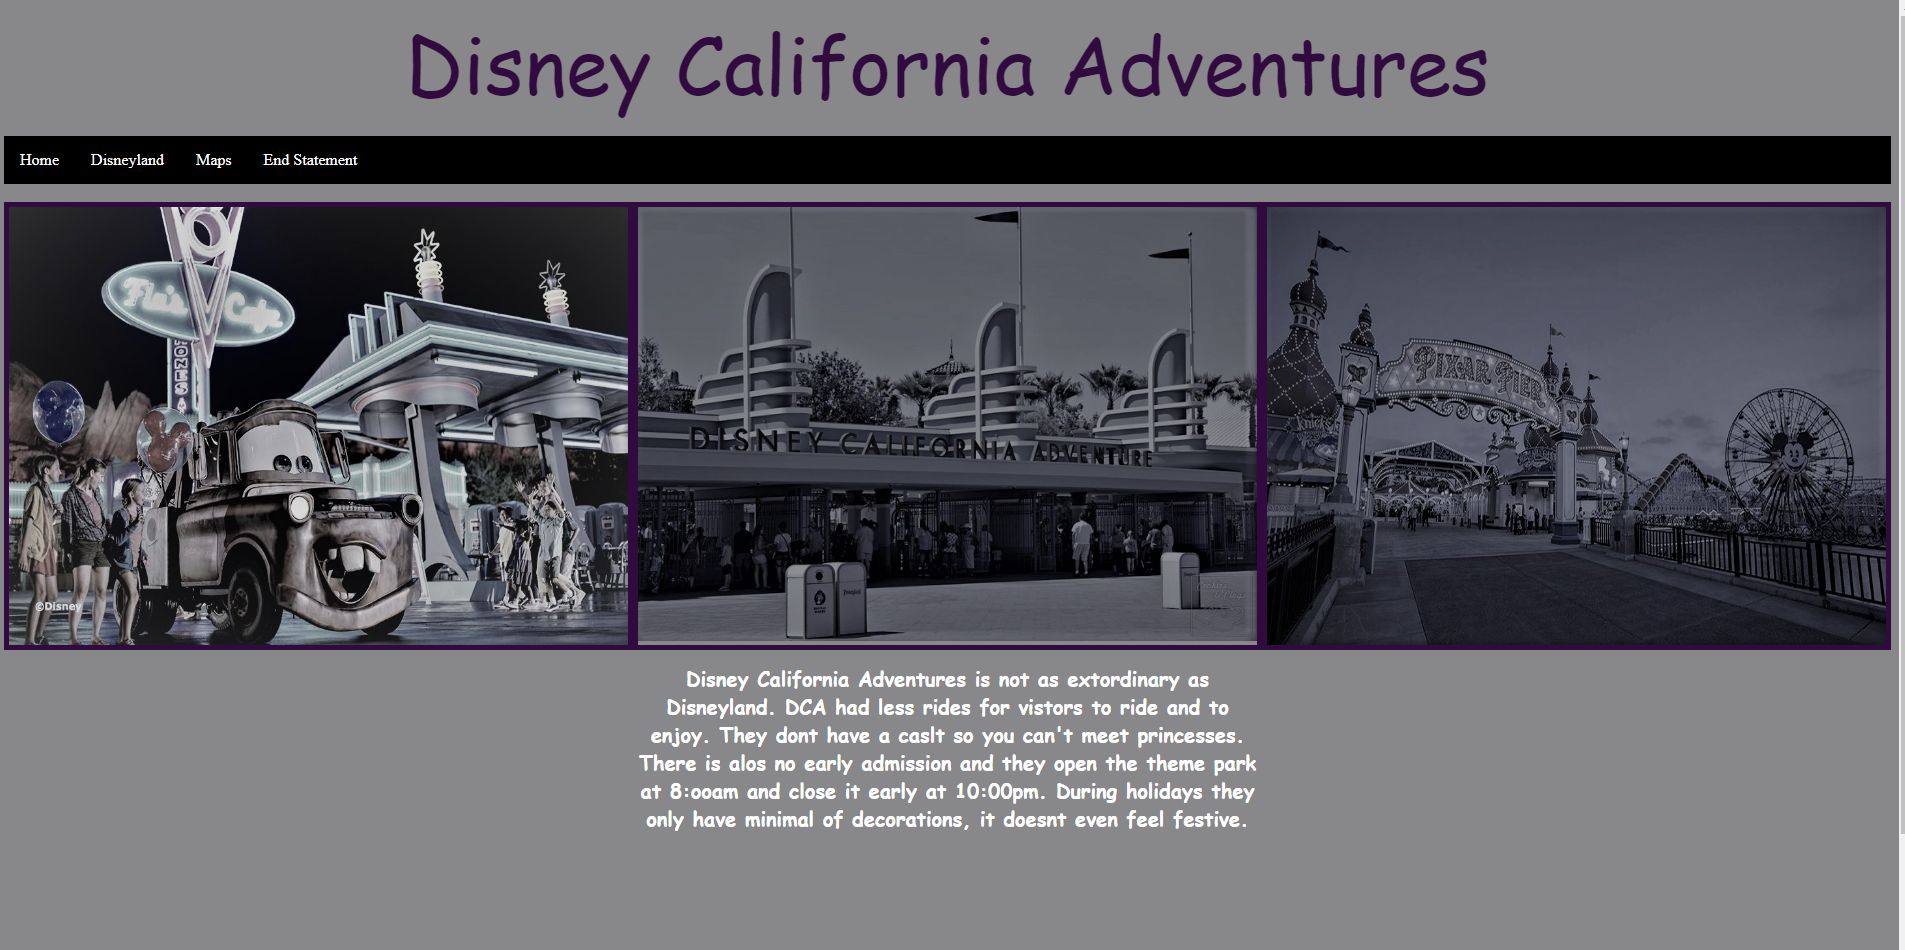 Disney California Adventures
Home Disneyland Maps End Statement
Flo's V8 Cafe
©Disney
DISNEY CALIFORNIA ADVENTURE
PIXAR PIER
Disney California Adventures is not as extordinary as
Disneyland. DCA had less rides for vistors to ride and to
enjoy. They dont have a caslt so you can't meet princesses.
There is alos no early admission and they open the theme park
at 8:ooam and close it early at 10:00pm. During holidays they
only have minimal of decorations, it doesnt even feel festive.